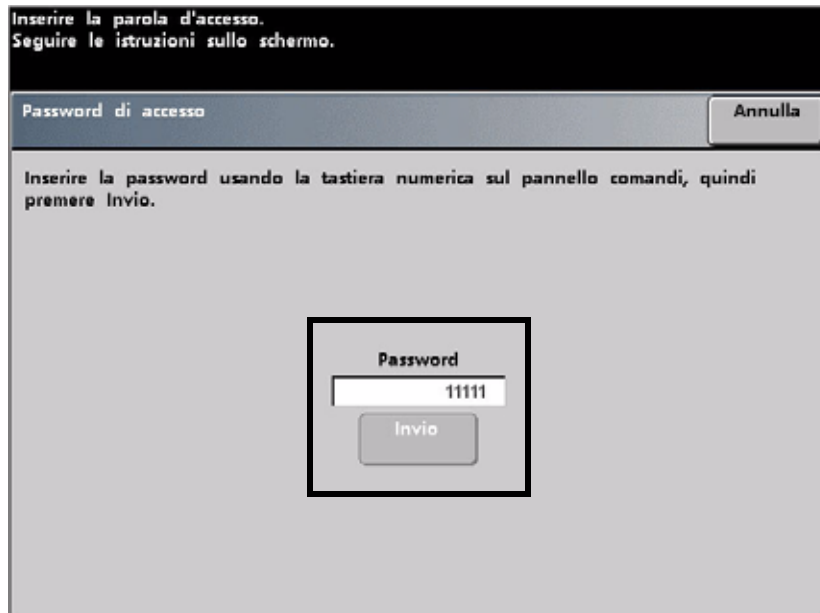 Inserire la parola d'accesso.
Seguire le istruzioni sullo schermo.
Password di accesso
Annulla
Inserire la password usando la tastiera numerica sul pannello comandi, quindi
premere Invio.
Password
11111
Invio